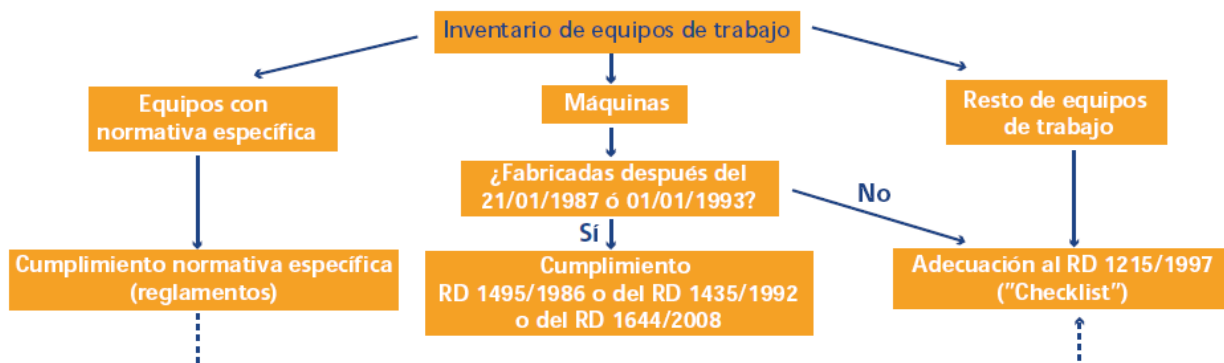 Inventario de equipos de trabajo
Equipos con
normativa específica
Máquinas
Resto de equipos
de trabajo
¿Fabricadas después del
21/01/1987 ó 01/01/1993?
No
Sí
Cumplimiento normativa específica
(reglamentos)
Cumplimiento
RD 1495/1986 o del RD 1435/1992
o del RD 1644/2008
Adecuación al RD 1215/1997
("Checklist")